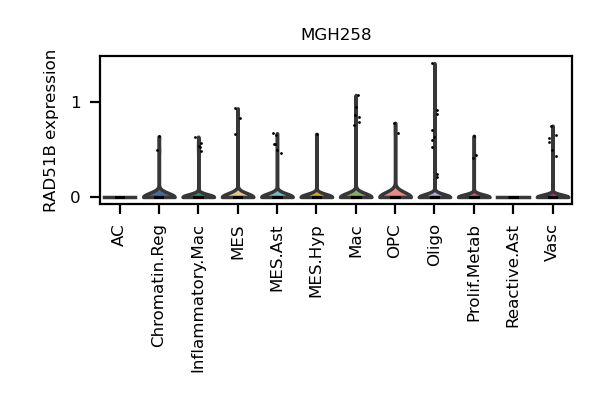 MGH258
RAD51B expression
1
0
AC
Chromatin.Reg
Inflammatory.Mac
MES
MES.Ast
MES.Hyp
Mac
OPC
Oligo
Prolif.Metab
Reactive.Ast
Vasc